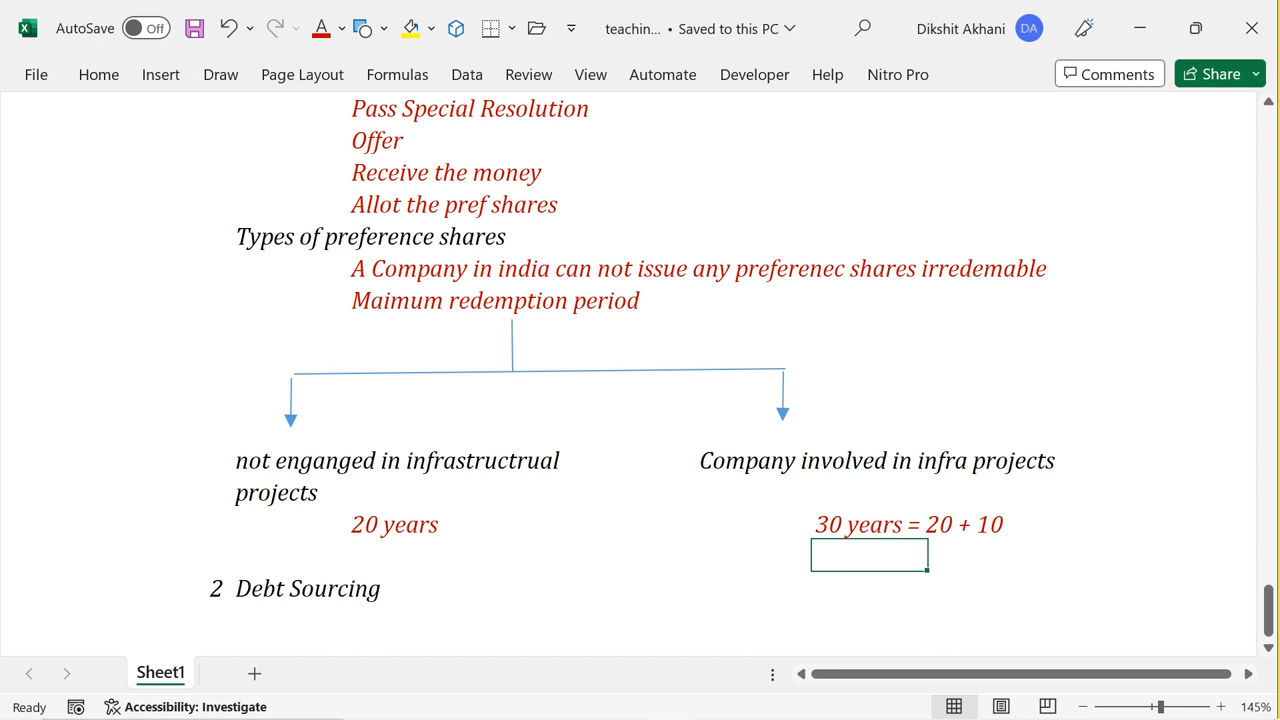 AutoSave Off A teachin... • Saved to this PC Dikshit Akhani DA
File Home Insert Draw Page Layout Formulas Data Review View Automate Developer Help Nitro Pro Comments Share
Pass Special Resolution
Offer
Receive the money
Allot the pref shares
Types of preference shares
A Company in india can not issue any preferenec shares irredemable
Maimum redemption period
not enganged in infrastructrual
projects
Company involved in infra projects
20 years
30 years = 20 + 10
2 Debt Sourcing
Sheet1
Ready Accessibility: Investigate 145%